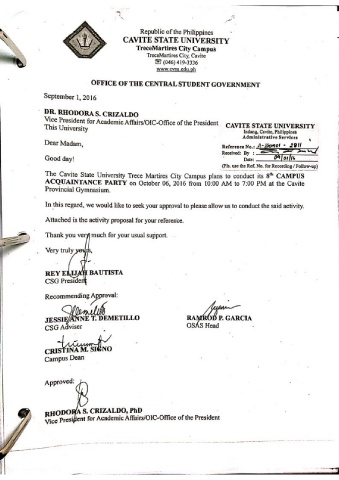 Republic of the Philippines
CAVITE STATE UNIVERSITY
TreceMartires City Campus
TreceMartires City, Cavite
☏ (046) 419-3336
www.cvsu.edu.ph
OFFICE OF THE CENTRAL STUDENT GOVERNMENT
September 1, 2016
DR. RHODORA S. CRIZALDO
Vice President for Academic Affairs/OIC-Office of the President
This University
CAVITE STATE UNIVERSITY
Indang, Cavite, Philippines
Administrative Services
Reference No.:
Received By :
Date:
(Pls. use the Ref. No. for Recording / Follow-up)
Dear Madam,
Good day!
The Cavite State University Trece Martires City Campus plans to conduct its 8th CAMPUS
ACQUAINTANCE PARTY on October 06, 2016 from 10:00 AM to 7:00 PM at the Cavite
Provincial Gymnasium.
In this regard, we would like to seek your approval to please allow us to conduct the said activity.
Attached is the activity proposal for your reference.
Thank you very much for your usual support.
Very truly yours,
REY ELIJAH BAUTISTA
CSG President
Recommending Approval:
JESSIE ANNE T. DEMETILLO
CSG Adviser
RAMROD P. GARCIA
OSAS Head
CRISTINA M. SIGNO
Campus Dean
Approved:
RHODORA S. CRIZALDO, PhD
Vice President for Academic Affairs/OIC-Office of the President